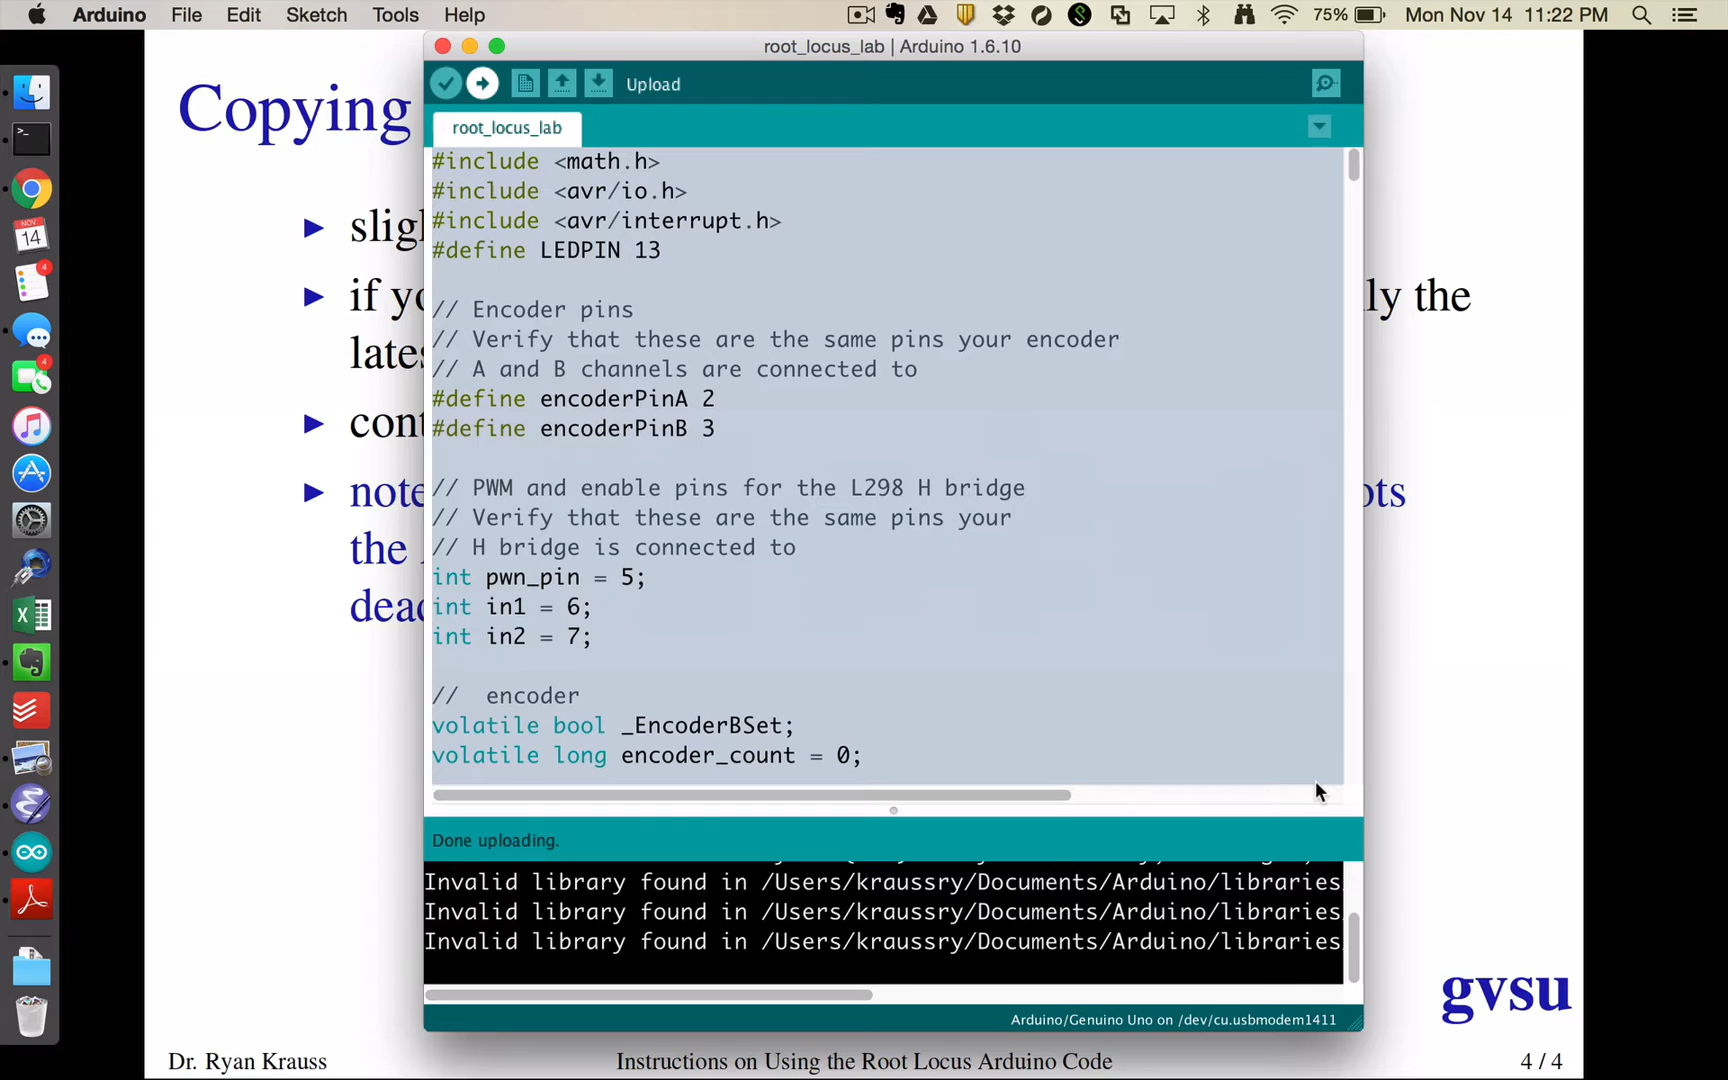 Arduino File Edit Sketch Tools Help 75% Mon Nov 14 11:22 PM
root_locus_lab | Arduino 1.6.10
Upload
root_locus_lab
#include <math.h>
#include <avr/io.h>
#include <avr/interrupt.h>
#define LEDPIN 13
// Encoder pins
// Verify that these are the same pins your encoder
// A and B channels are connected to
#define encoderPinA 2
#define encoderPinB 3
// PWM and enable pins for the L298 H bridge
// Verify that these are the same pins your
// H bridge is connected to
int pwn_pin = 5;
int in1 = 6;
int in2 = 7;
// encoder
volatile bool _EncoderBSet;
volatile long encoder_count = 0;
Done uploading.
Invalid library found in /Users/kraussry/Documents/Arduino/libraries
Invalid library found in /Users/kraussry/Documents/Arduino/libraries
Invalid library found in /Users/kraussry/Documents/Arduino/libraries
Arduino/Genuino Uno on /dev/cu.usbmodem1411
Copying
if
the
note
the
NOV
14
4
4
gvsu
Dr. Ryan Krauss Instructions on Using the Root Locus Arduino Code 4 / 4